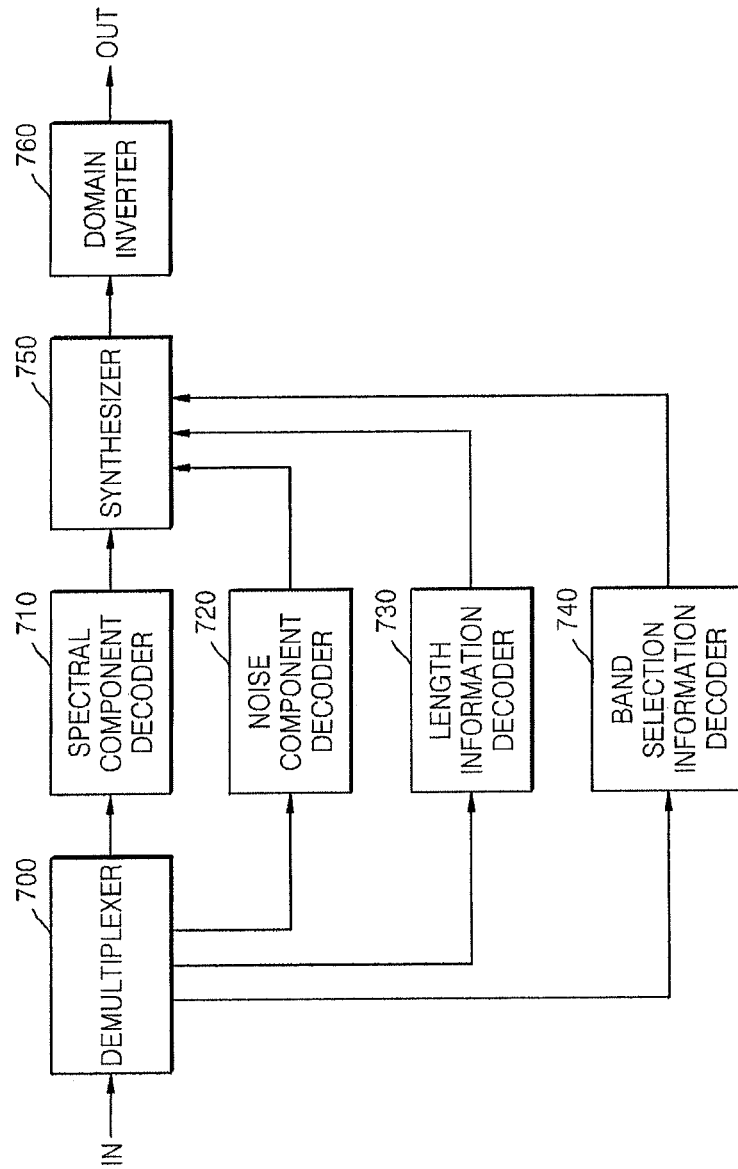 IN
700
DEMULTIPLEXER
710
SPECTRAL
COMPONENT
DECODER
720
NOISE
COMPONENT
DECODER
730
LENGTH
INFORMATION
DECODER
740
BAND
SELECTION
INFORMATION
DECODER
750
SYNTHESIZER
760
DOMAIN
INVERTER
OUT